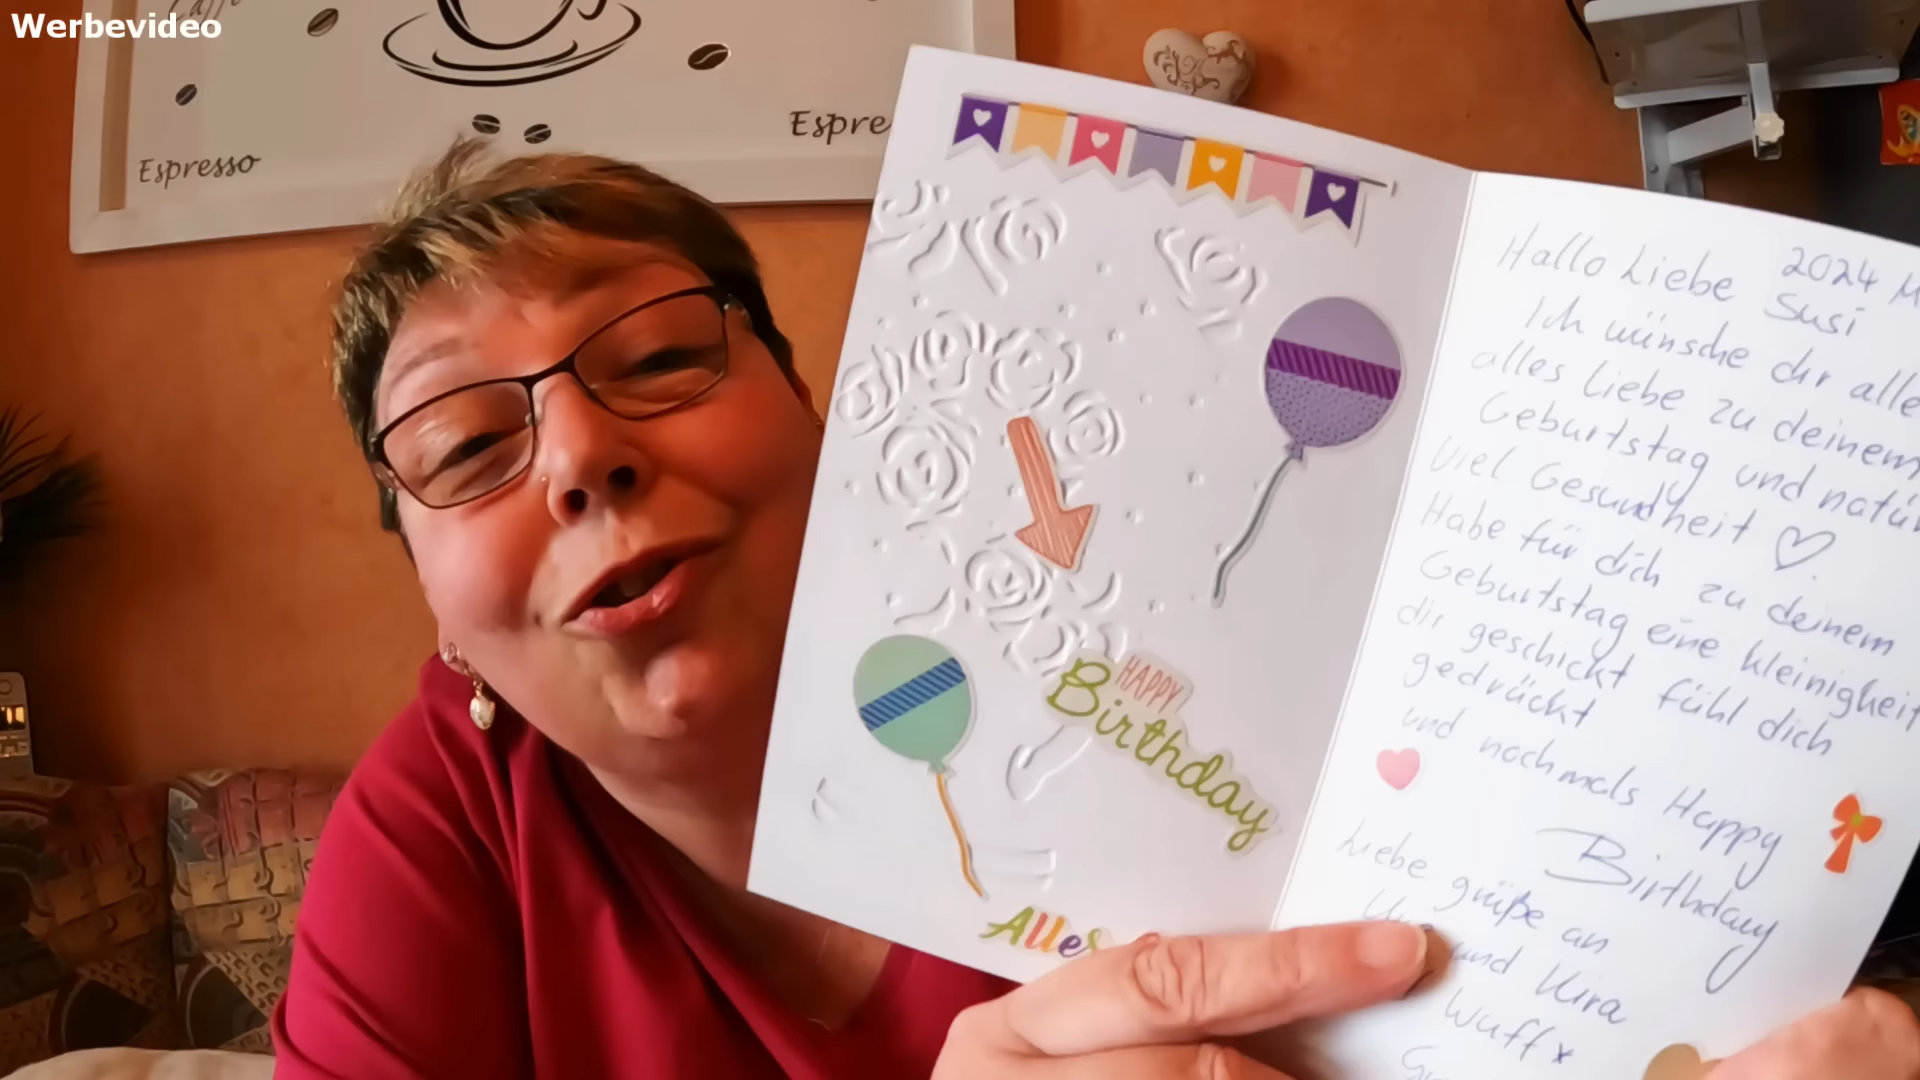 Werbevideo
Caffè
Espresso
Espre
2024
Hallo Liebe Susi
Ich wünsche dir alle
alles Liebe zu deinem
Geburtstag und natür
Viel Gesundheit
Habe für dich zu deinem
Geburtstag eine kleinigkeit
dir geschickt fühl dich
gedrückt
und nochmals Happy
Birthday
Liebe grüße an
und Kira
Wuff
HAPPY
Birthday
Alles